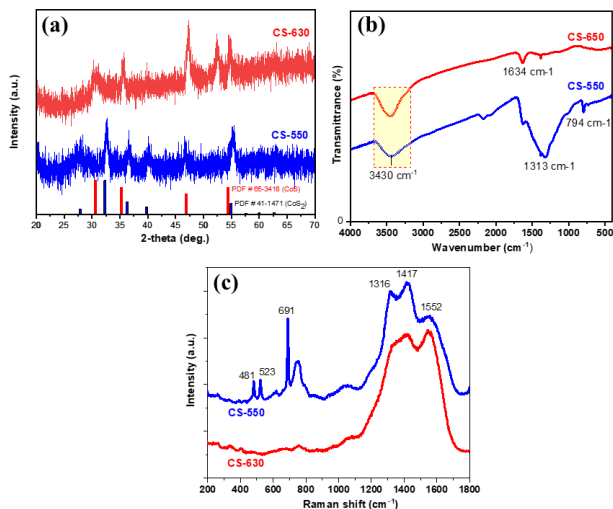 (a)
CS-630
CS-550
PDF # 65-3418 (CoS)
PDF # 41-1471 (CoS2)
Intensity (a.u.)
20 25 30 35 40 45 50 55 60 65 70
2-theta (deg.)
(b)
CS-650
1634 cm-1
CS-550
794 cm-1
1313 cm-1
3430 cm-1
Transmittrance (%)
0
4000 3500 3000 2500 2000 1500 1000 500
Wavenumber (cm-1)
(c)
1316
1417
1552
691
481
523
CS-550
CS-630
Intensity (a.u.)
200 400 600 800 1000 1200 1400 1600 1800
Raman shift (cm-1)